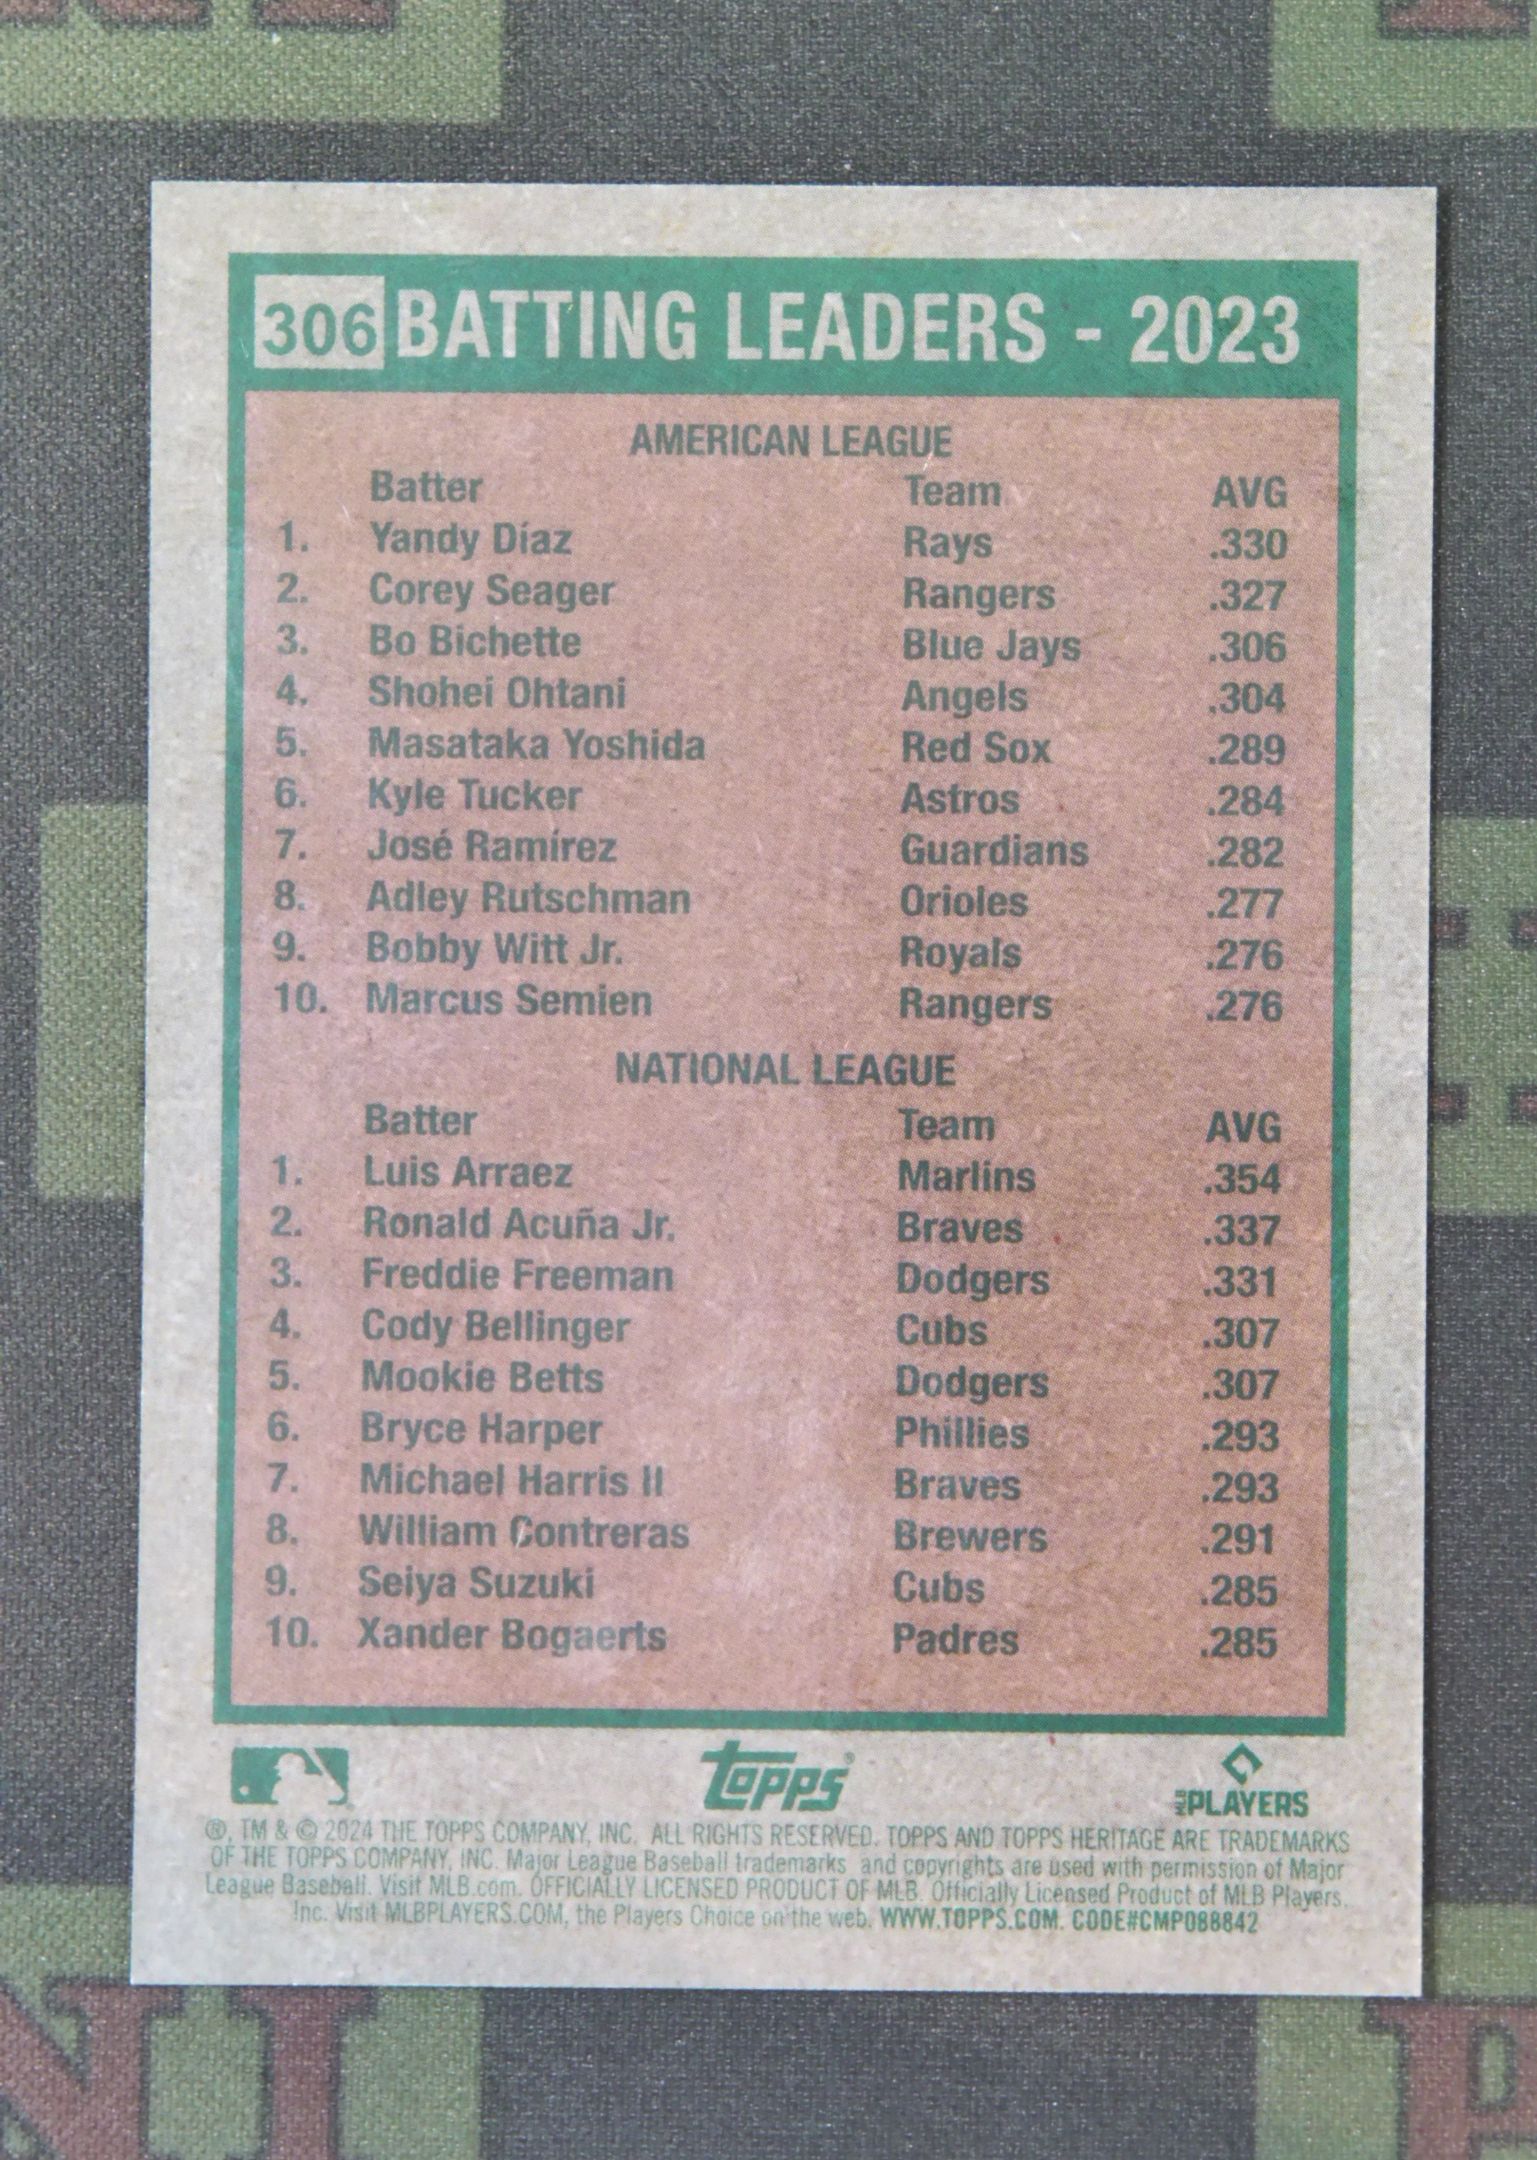 306 BATTING LEADERS - 2023
AMERICAN LEAGUE
Batter Team AVG
1. Yandy Díaz Rays .330
2. Corey Seager Rangers .327
3. Bo Bichette Blue Jays .306
4. Shohei Ohtani Angels .304
5. Masataka Yoshida Red Sox .289
6. Kyle Tucker Astros .284
7. José Ramírez Guardians .282
8. Adley Rutschman Orioles .277
9. Bobby Witt Jr. Royals .276
10. Marcus Semien Rangers .276
NATIONAL LEAGUE
Batter Team AVG
1. Luis Arraez Marlins .354
2. Ronald Acuña Jr. Braves .337
3. Freddie Freeman Dodgers .331
4. Cody Bellinger Cubs .307
5. Mookie Betts Dodgers .307
6. Bryce Harper Phillies .293
7. Michael Harris II Braves .293
8. William Contreras Brewers .291
9. Seiya Suzuki Cubs .285
10. Xander Bogaerts Padres .285
topps® MLB PLAYERS
®, TM & © 2024 THE TOPPS COMPANY, INC. ALL RIGHTS RESERVED. TOPPS AND TOPPS HERITAGE ARE TRADEMARKS
OF THE TOPPS COMPANY, INC. Major League Baseball trademarks and copyrights are used with permission of Major
League Baseball. Visit MLB.com. OFFICIALLY LICENSED PRODUCT OF MLB. Officially Licensed Product of MLB Players,
Inc. Visit MLBPLAYERS.COM, the Players Choice on the web. WWW.TOPPS.COM. CODE#CMP088842